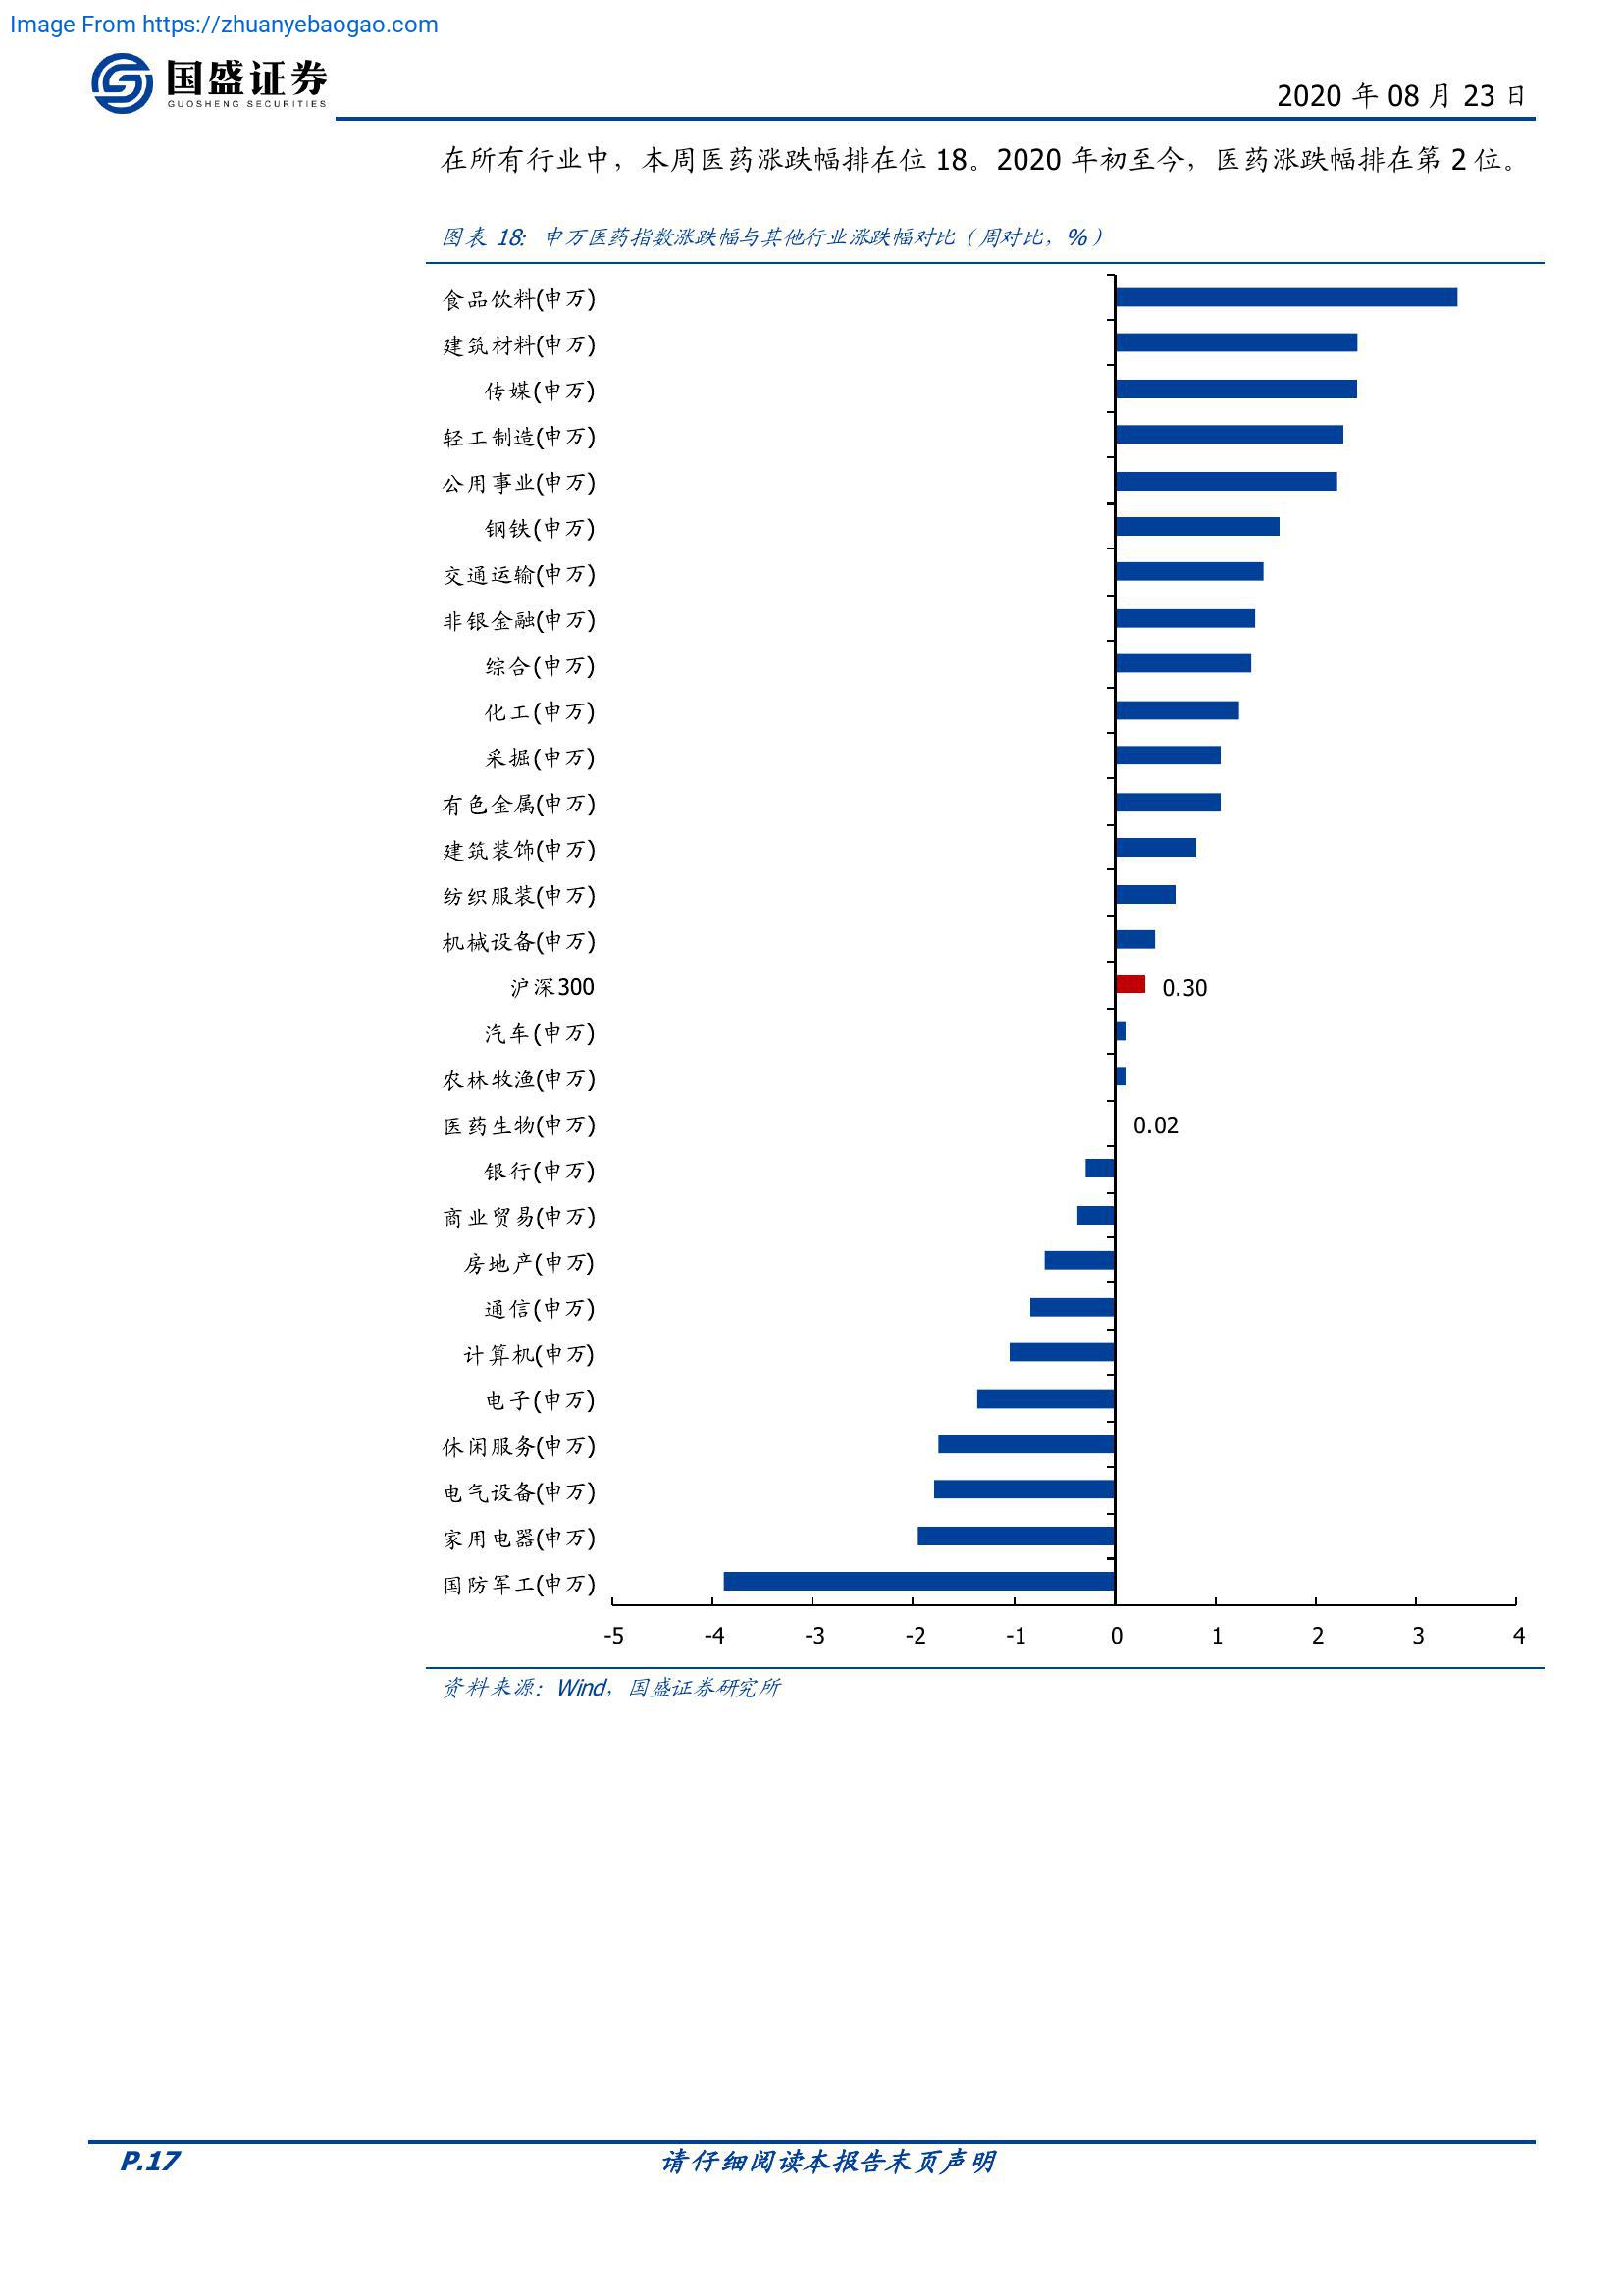 Image From https://zhuanyebaogao.com
国盛证券
GUOSHENG SECURITIES
2020 年 08 月 23 日
在所有行业中，本周医药涨跌幅排在位 18。2020 年初至今，医药涨跌幅排在第 2 位。
图表 18: 申万医药指数涨跌幅与其他行业涨跌幅对比（周对比，%）
食品饮料(申万)
建筑材料(申万)
传媒(申万)
轻工制造(申万)
公用事业(申万)
钢铁(申万)
交通运输(申万)
非银金融(申万)
综合(申万)
化工(申万)
采掘(申万)
有色金属(申万)
建筑装饰(申万)
纺织服装(申万)
机械设备(申万)
沪深300 0.30
汽车(申万)
农林牧渔(申万)
医药生物(申万) 0.02
银行(申万)
商业贸易(申万)
房地产(申万)
通信(申万)
计算机(申万)
电子(申万)
休闲服务(申万)
电气设备(申万)
家用电器(申万)
国防军工(申万)
-5 -4 -3 -2 -1 0 1 2 3 4
资料来源：Wind，国盛证券研究所
P.17 请仔细阅读本报告末页声明